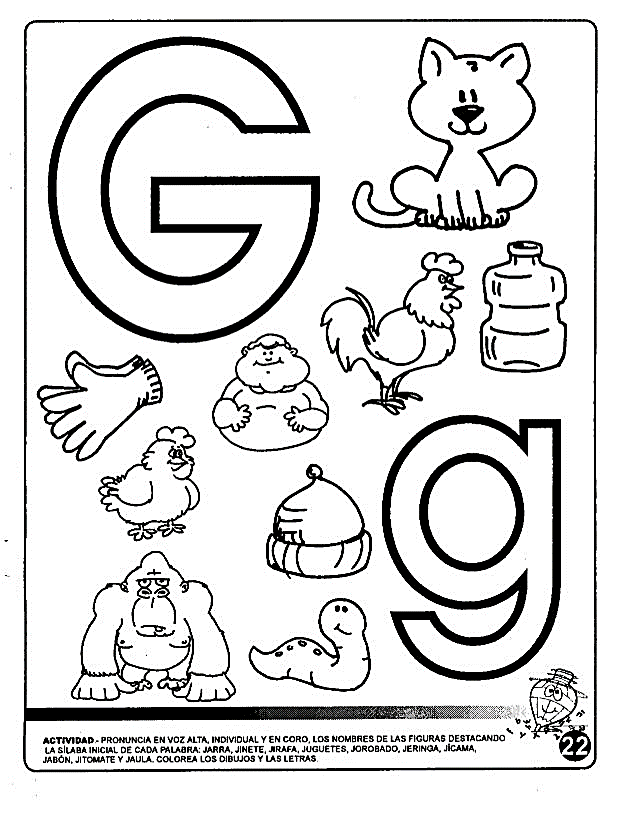 G
g
ACTIVIDAD.- PRONUNCIA EN VOZ ALTA, INDIVIDUAL Y EN CORO, LOS NOMBRES DE LAS FIGURAS DESTACANDO
LA SÍLABA INICIAL DE CADA PALABRA: JARRA, JINETE, JIRAFA, JUGUETES, JOROBADO, JERINGA, JÍCAMA,
JABÓN, JITOMATE Y JAULA. COLOREA LOS DIBUJOS Y LAS LETRAS.
22